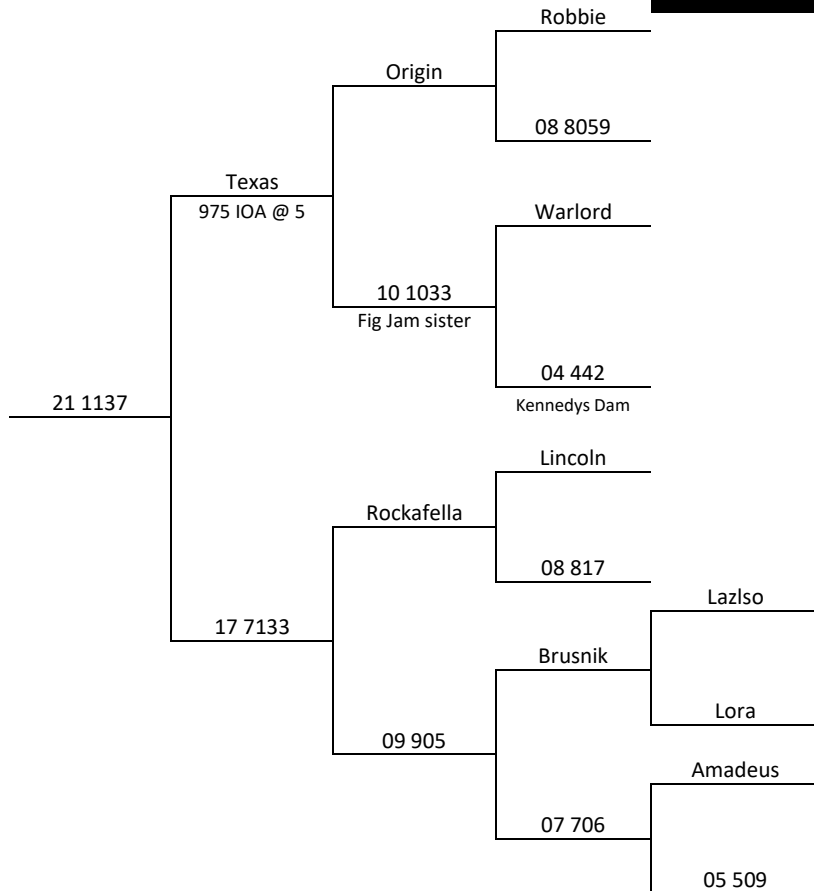 Robbie
Origin
08 8059
Texas
975 IOA @ 5
Warlord
10 1033
Fig Jam sister
04 442
Kennedys Dam
21 1137
Lincoln
Rockafella
08 817
Lazlso
17 7133
Brusnik
Lora
09 905
Amadeus
07 706
05 509